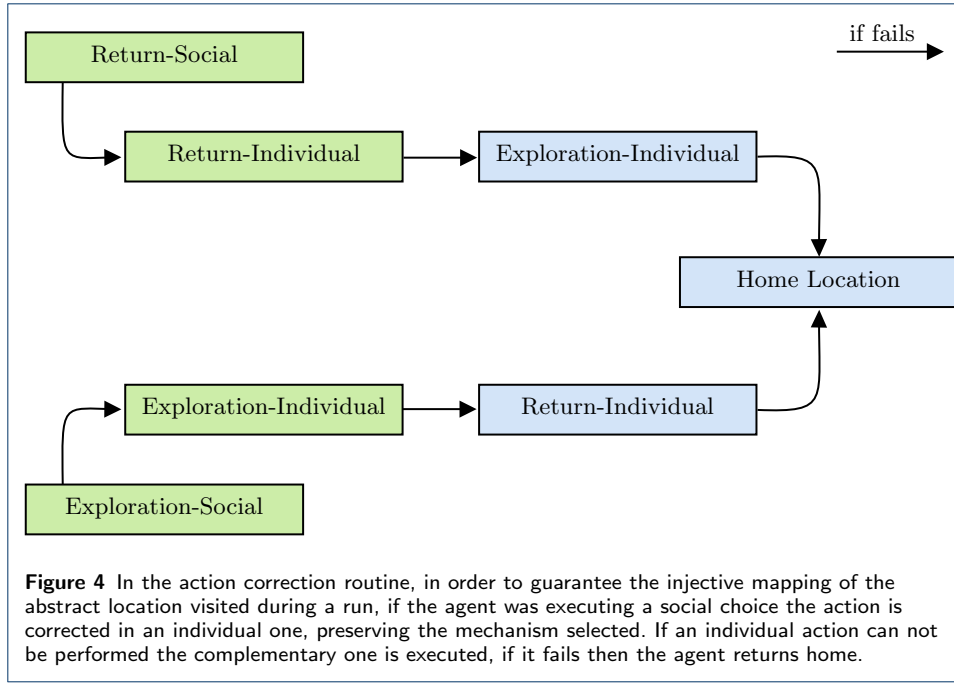 Return-Social
if fails
Return-Individual
Exploration-Individual
Home Location
Exploration-Individual
Return-Individual
Exploration-Social
Figure 4 In the action correction routine, in order to guarantee the injective mapping of the
abstract location visited during a run, if the agent was executing a social choice the action is
corrected in an individual one, preserving the mechanism selected. If an individual action can not
be performed the complementary one is executed, if it fails then the agent returns home.